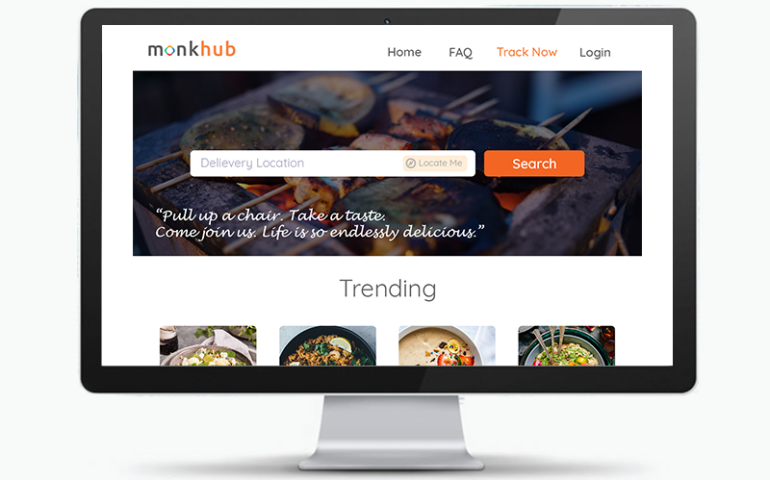 monkhub
Home FAQ Track Now Login
Delievery Location
Locate Me
Search
“Pull up a chair. Take a taste.
Come join us. Life is so endlessly delicious.”
Trending